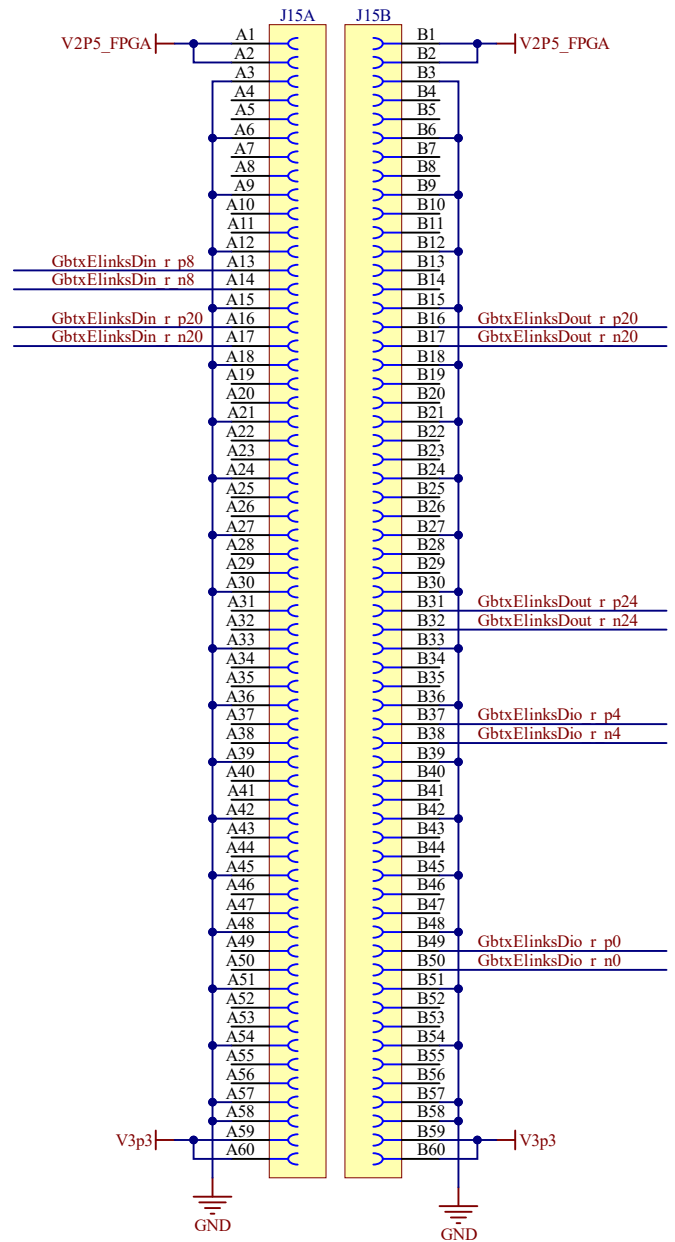 J15A J15B
V2P5_FPGA A1 B1 V2P5_FPGA
A2 B2
A3 B3
A4 B4
A5 B5
A6 B6
A7 B7
A8 B8
A9 B9
A10 B10
A11 B11
A12 B12
GbtxElinksDin_r_p8 A13 B13
GbtxElinksDin_r_n8 A14 B14
A15 B15
GbtxElinksDin_r_p20 A16 B16 GbtxElinksDout_r_p20
GbtxElinksDin_r_n20 A17 B17 GbtxElinksDout_r_n20
A18 B18
A19 B19
A20 B20
A21 B21
A22 B22
A23 B23
A24 B24
A25 B25
A26 B26
A27 B27
A28 B28
A29 B29
A30 B30
A31 B31 GbtxElinksDout_r_p24
A32 B32 GbtxElinksDout_r_n24
A33 B33
A34 B34
A35 B35
A36 B36
A37 B37 GbtxElinksDio_r_p4
A38 B38 GbtxElinksDio_r_n4
A39 B39
A40 B40
A41 B41
A42 B42
A43 B43
A44 B44
A45 B45
A46 B46
A47 B47
A48 B48
A49 B49 GbtxElinksDio_r_p0
A50 B50 GbtxElinksDio_r_n0
A51 B51
A52 B52
A53 B53
A54 B54
A55 B55
A56 B56
A57 B57
A58 B58
V3p3 A59 B59 V3p3
A60 B60
GND GND